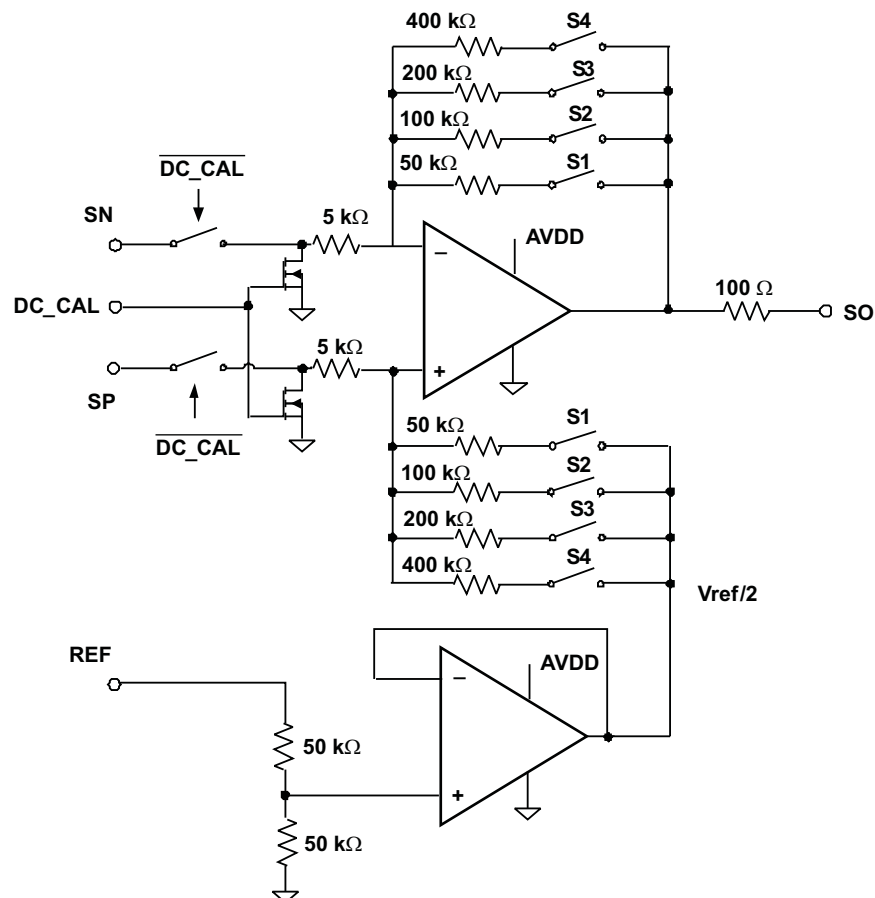 400 kΩ
S4
200 kΩ
S3
100 kΩ
S2
50 kΩ
S1
DC_CAL
SN
5 kΩ
AVDD
−
100 Ω
SO
DC_CAL
5 kΩ
+
SP
DC_CAL
50 kΩ
S1
100 kΩ
S2
200 kΩ
S3
400 kΩ
S4
Vref/2
REF
AVDD
−
50 kΩ
+
50 kΩ